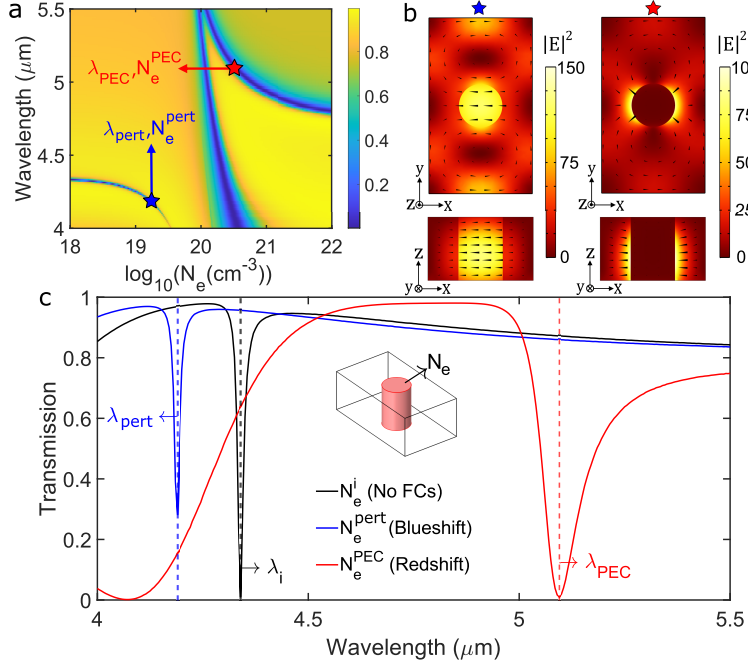 a
Wavelength (μm)
5.5
5
4.5
4
λPEC,NePEC
λpert,Nepert
18 19 20 21 22
log10(Ne(cm-3))
0.8
0.6
0.4
0.2
b
|E|2
150
75
0
y
z x
z
y x
|E|2
100
75
50
25
0
y
z x
z
y x
c
Transmission
1
0.8
0.6
0.4
0.2
0
Ne
λpert
λi
λPEC
Nei (No FCs)
Nepert (Blueshift)
NePEC (Redshift)
4 4.5 5 5.5
Wavelength (μm)